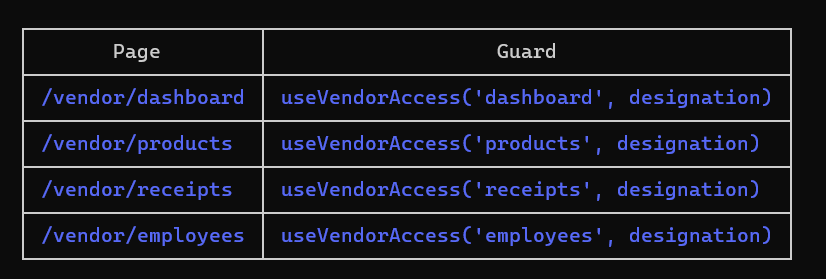 Page Guard
/vendor/dashboard useVendorAccess('dashboard', designation)
/vendor/products useVendorAccess('products', designation)
/vendor/receipts useVendorAccess('receipts', designation)
/vendor/employees useVendorAccess('employees', designation)